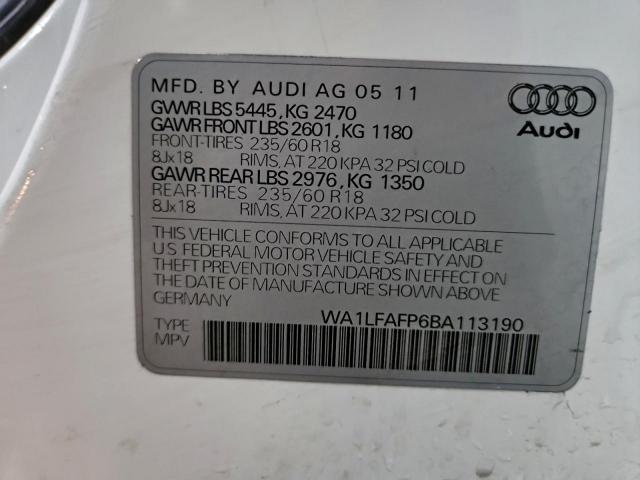 MFD. BY AUDI AG 05 11
GWWR LBS 5445, KG 2470
GAWR FRONT LBS 2601, KG 1180
FRONT-TIRES 235/60 R18
8Jx18 RIMS, AT 220 KPA 32 PSI COLD
GAWR REAR LBS 2976, KG 1350
REAR-TIRES 235/60 R18
8Jx18 RIMS, AT 220 KPA 32 PSI COLD
Audi
THIS VEHICLE CONFORMS TO ALL APPLICABLE
U.S. FEDERAL MOTOR VEHICLE SAFETY AND
THEFT PREVENTION STANDARDS IN EFFECT ON
THE DATE OF MANUFACTURE SHOWN ABOVE
GERMANY
WA1LFAFP6BA113190
TYPE
MPV